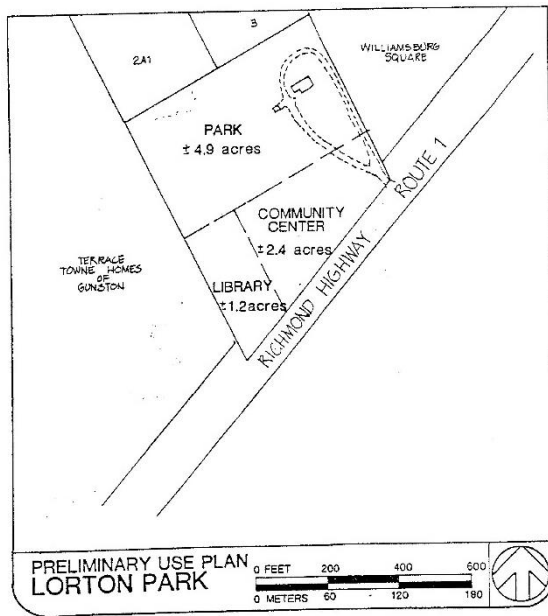 3
2A1
WILLIAMSBURG
SQUARE
PARK
±4.9 acres
COMMUNITY
CENTER
±2.4 acres
ROUTE 1
RICHMOND HIGHWAY
TERRACE
TOWNE HOMES
OF
GUNSTON
LIBRARY
±1.2acres
PRELIMINARY USE PLAN
LORTON PARK
0 FEET 200 400 600
0 METERS 60 120 180